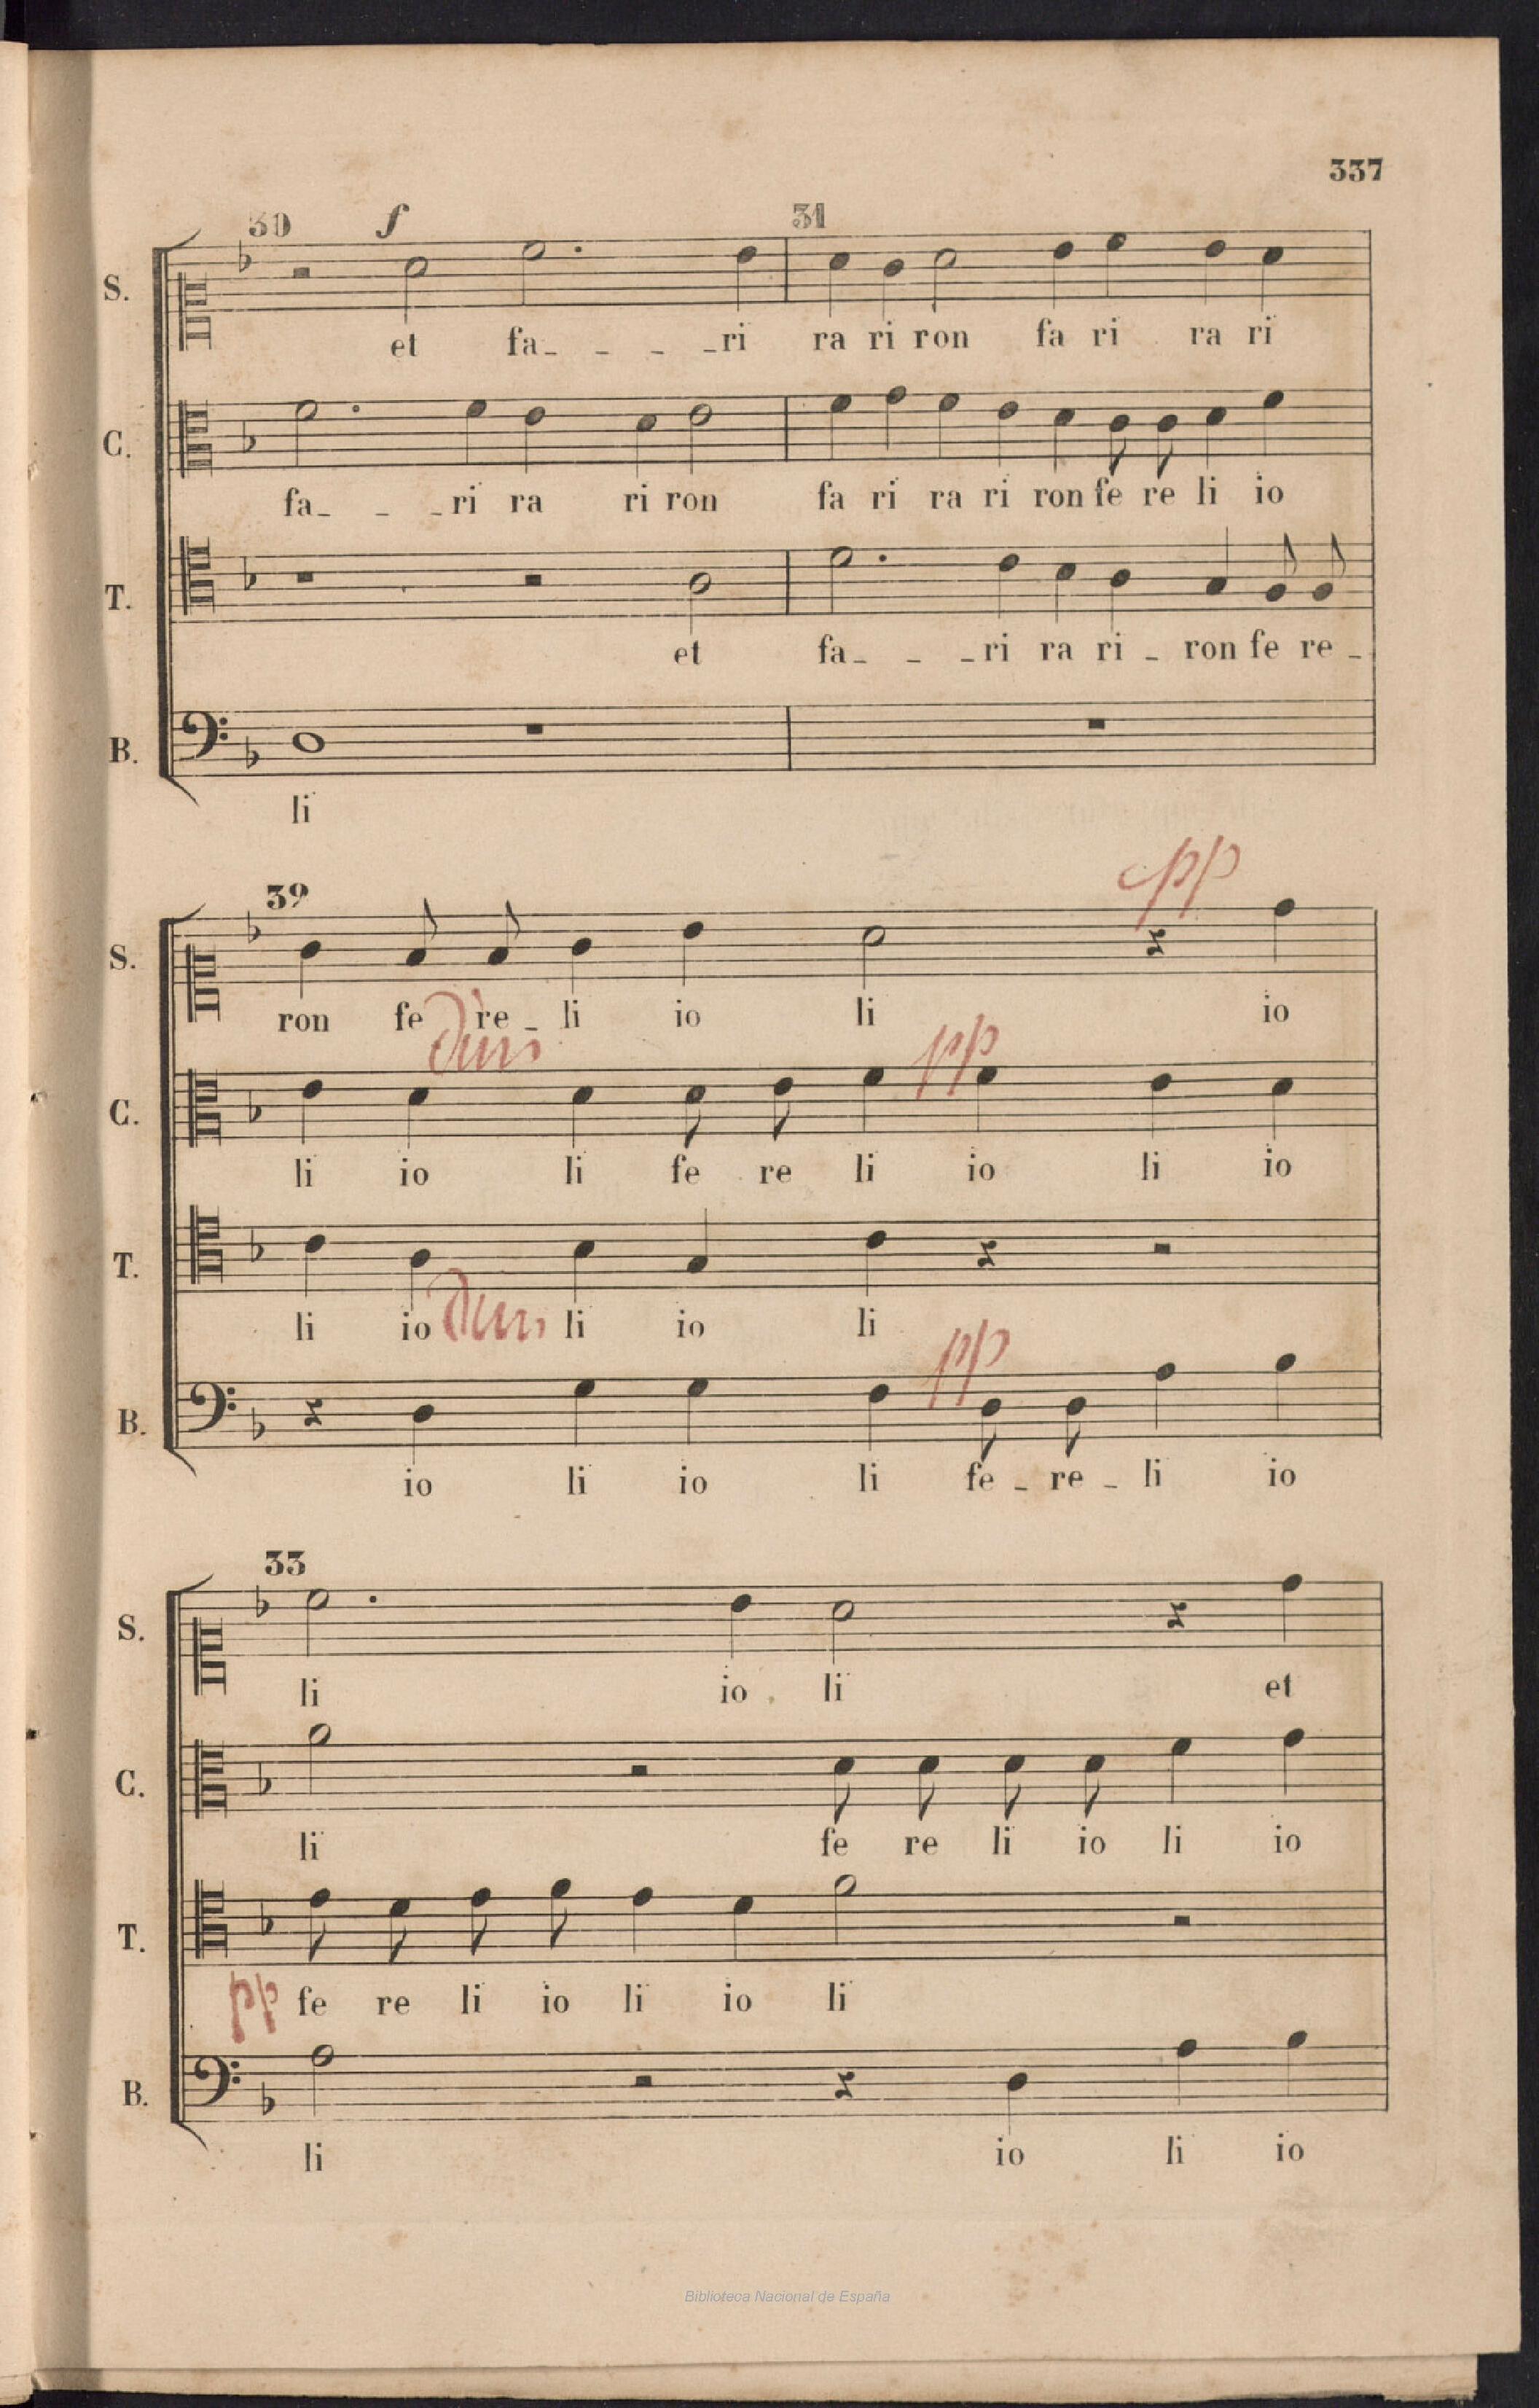 337
30 f 31
S.
et fa_ _ _ _ri ra ri ron fa ri ra ri
C.
fa_ _ _ri ra ri ron fa ri ra ri ron fe re li io
T.
et fa_ _ _ri ra ri _ ron fe re _
B.
li
pp
39
S.
ron fe re _ li io li io
dim pp
C.
li io li fe re li io li io
T.
li io li io li
dim pp
B.
io li io li fe _ re _ li io
33
S.
li io li et
C.
li fe re li io li io
T.
pp fe re li io li io li
B.
li io li io
Biblioteca Nacional de España